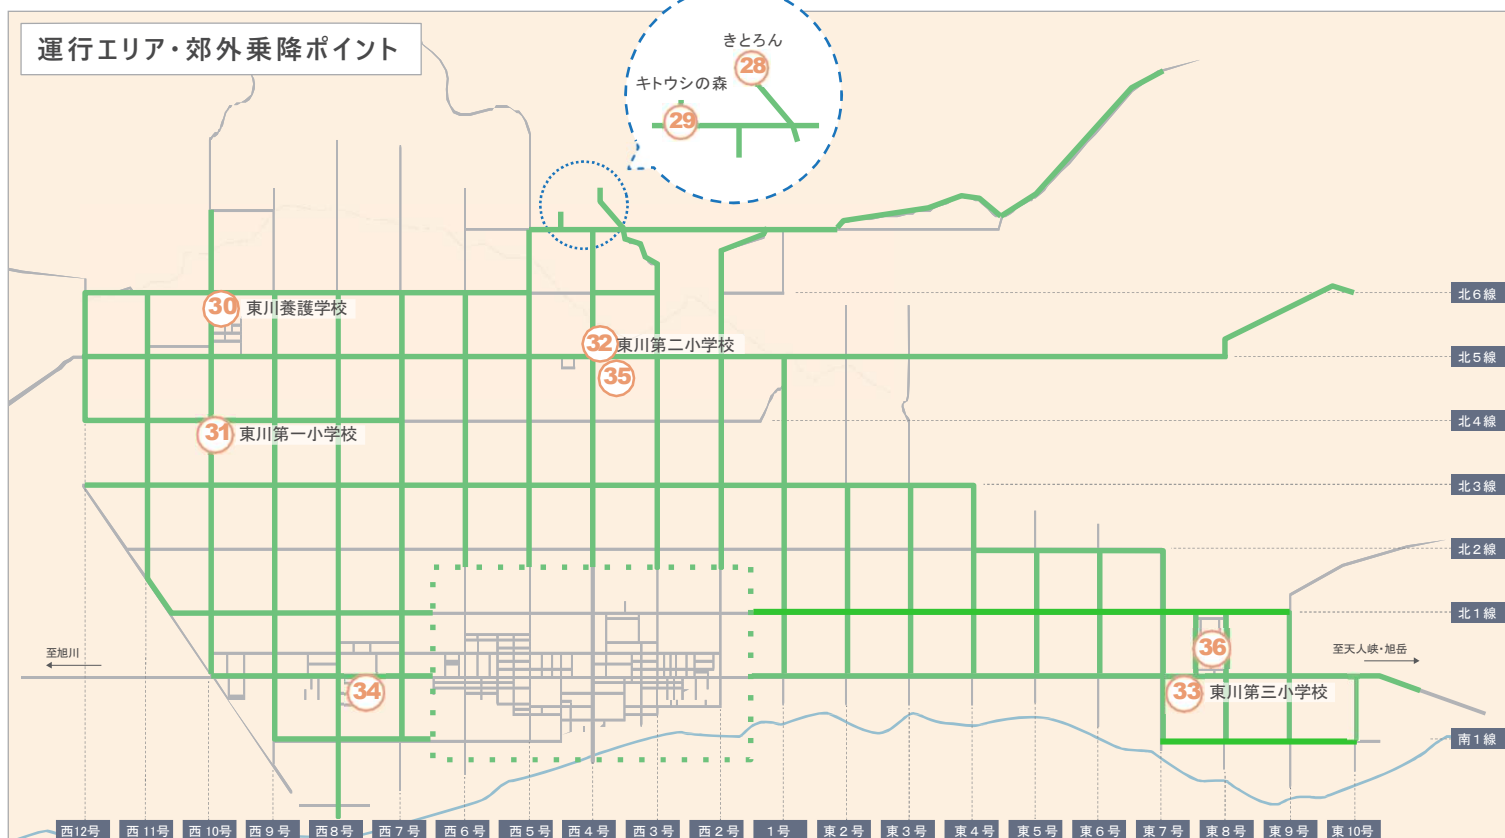 運行エリア・郊外乗降ポイント
きとろん
28
キトウシの森
29
北6線
30 東川養護学校
32 東川第二小学校
北5線
35
北4線
31 東川第一小学校
北3線
北2線
北1線
36
至旭川
至天人峡・旭岳
34
33 東川第三小学校
南1線
西12号 西11号 西10号 西9号 西8号 西7号 西6号 西5号 西4号 西3号 西2号 1号 東2号 東3号 東4号 東5号 東6号 東7号 東8号 東9号 東10号